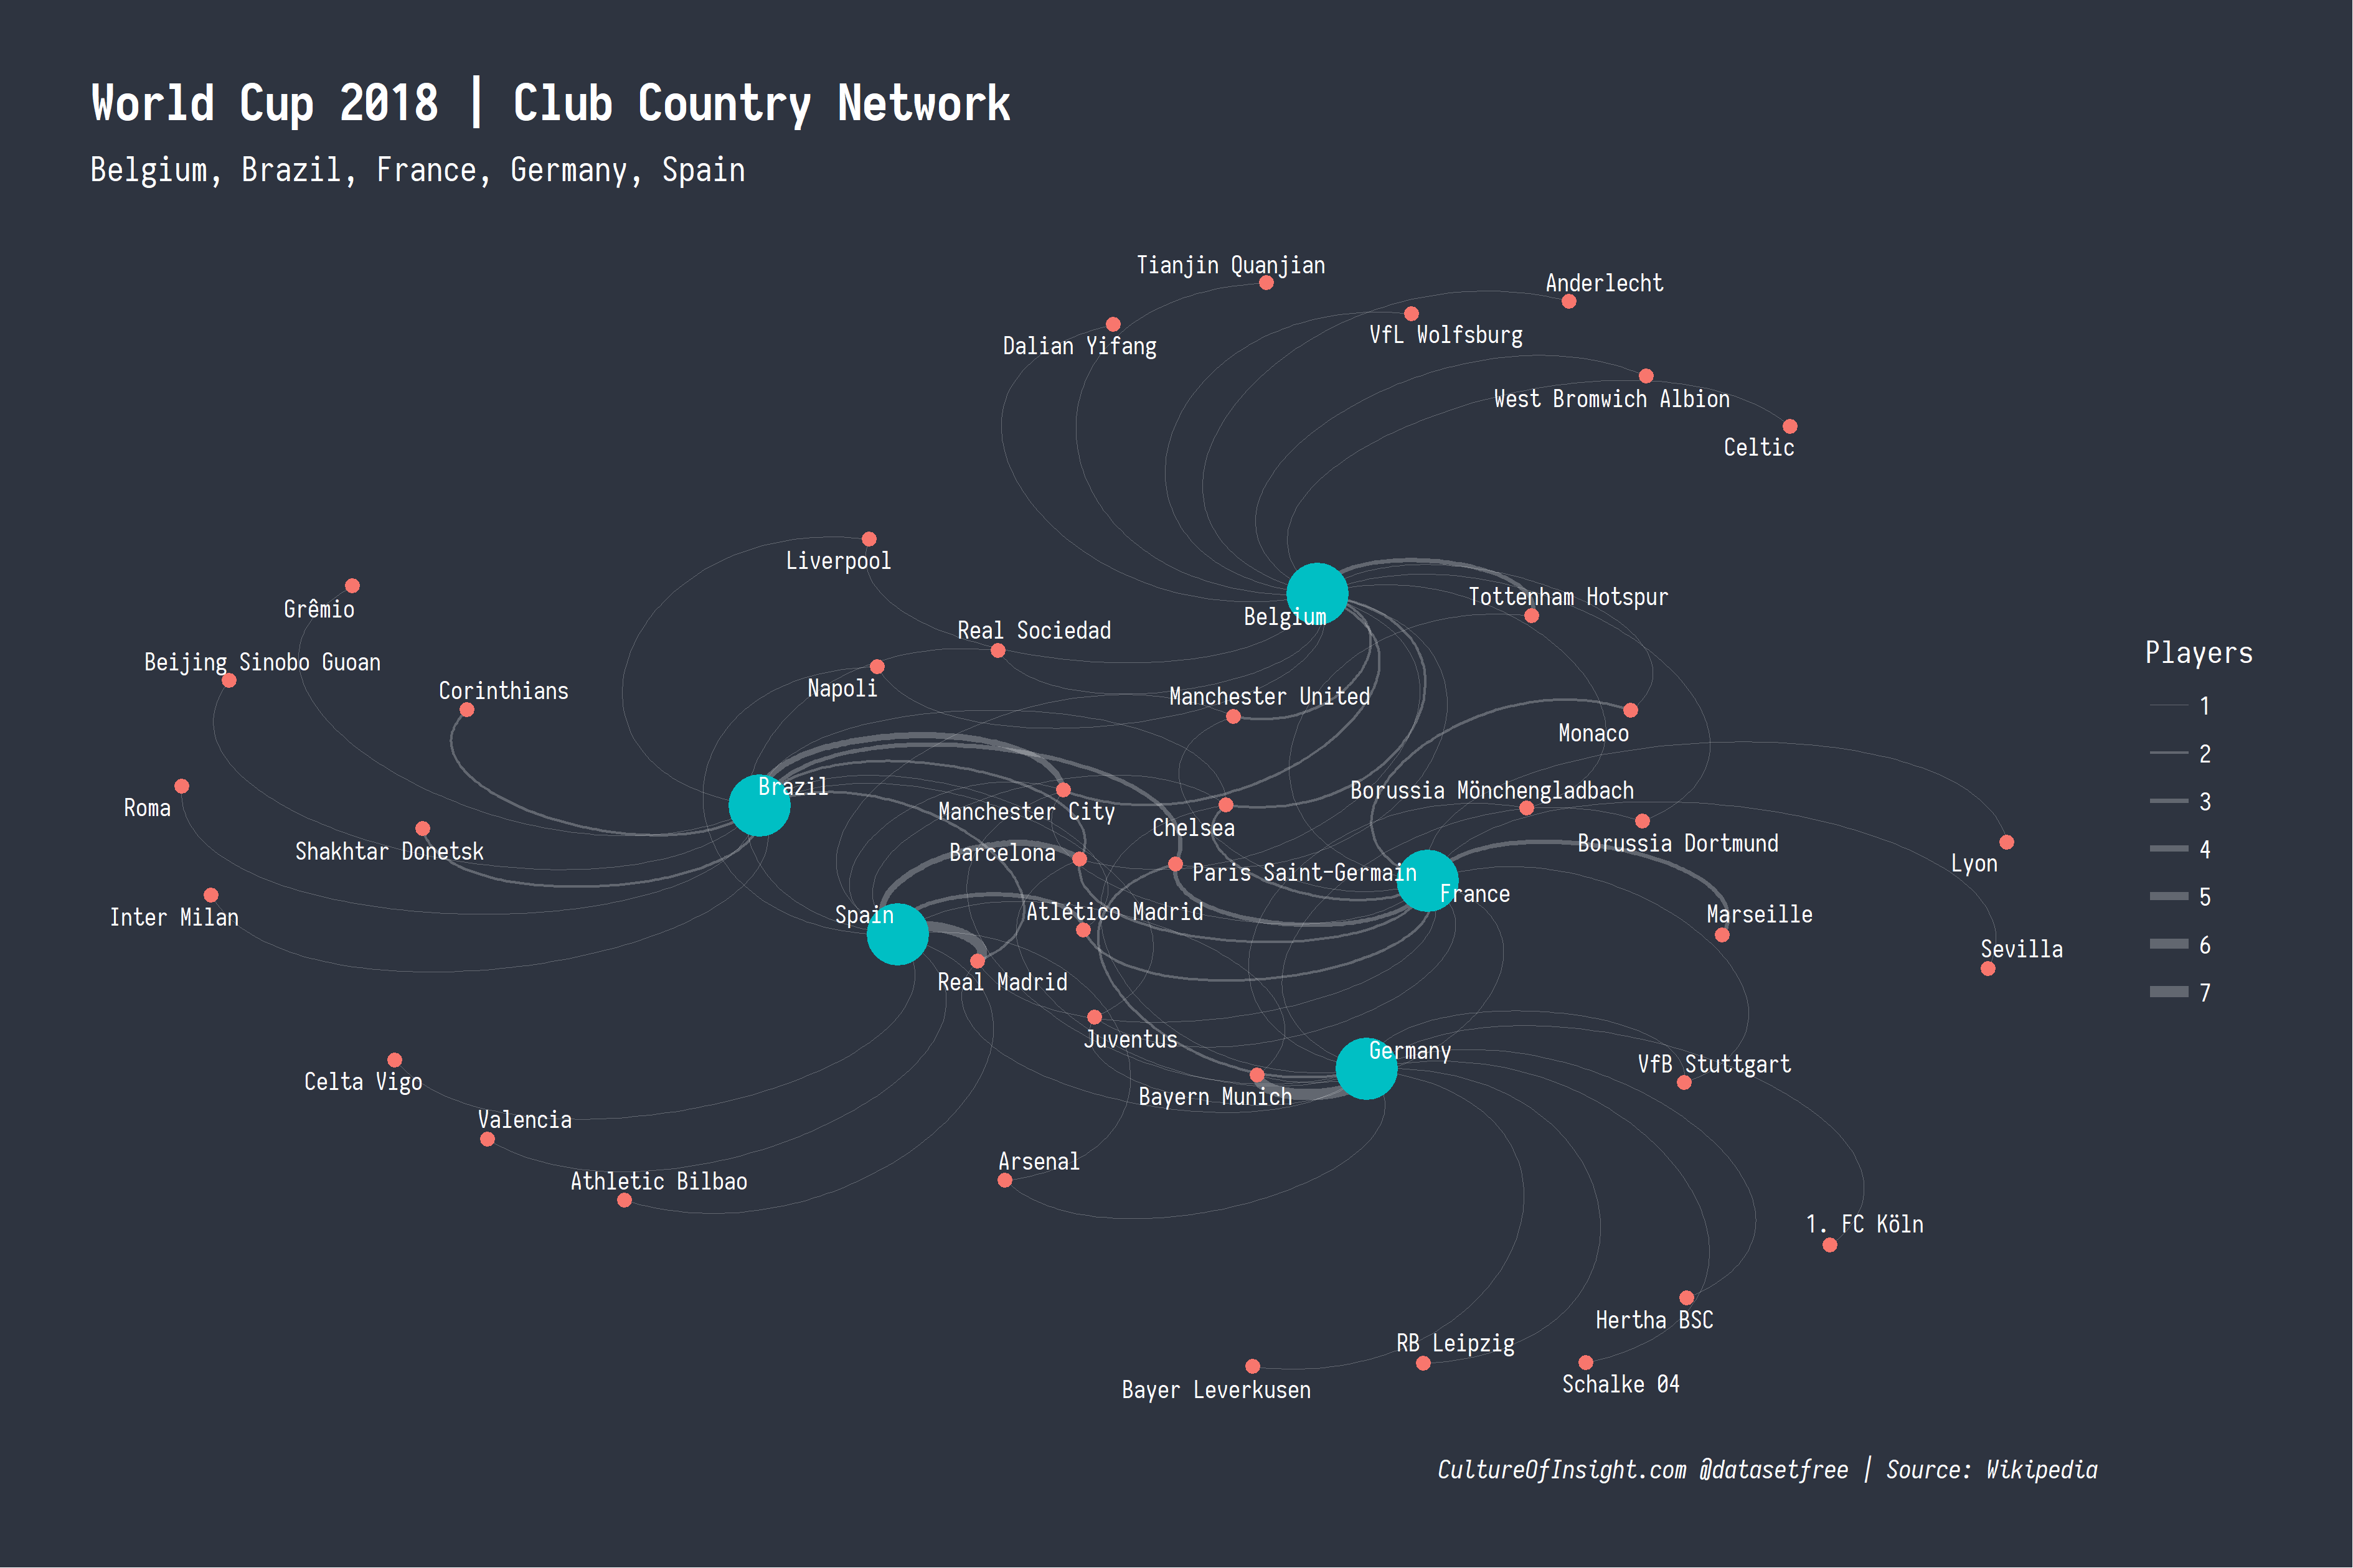 World Cup 2018 | Club Country Network
Belgium, Brazil, France, Germany, Spain
Tianjin Quanjian
Anderlecht
Dalian Yifang
VfL Wolfsburg
West Bromwich Albion
Celtic
Liverpool
Grêmio
Belgium
Tottenham Hotspur
Real Sociedad
Beijing Sinobo Guoan
Corinthians
Napoli
Manchester United
Monaco
Players
1
2
3
4
5
6
7
Brazil
Roma
Manchester City
Borussia Mönchengladbach
Chelsea
Borussia Dortmund
Shakhtar Donetsk
Barcelona
Paris Saint-Germain
Lyon
France
Inter Milan
Spain
Atlético Madrid
Marseille
Sevilla
Real Madrid
Juventus
Germany
VfB Stuttgart
Celta Vigo
Bayern Munich
Valencia
Arsenal
Athletic Bilbao
1. FC Köln
Hertha BSC
RB Leipzig
Bayer Leverkusen
Schalke 04
CultureOfInsight.com @datasetfree | Source: Wikipedia